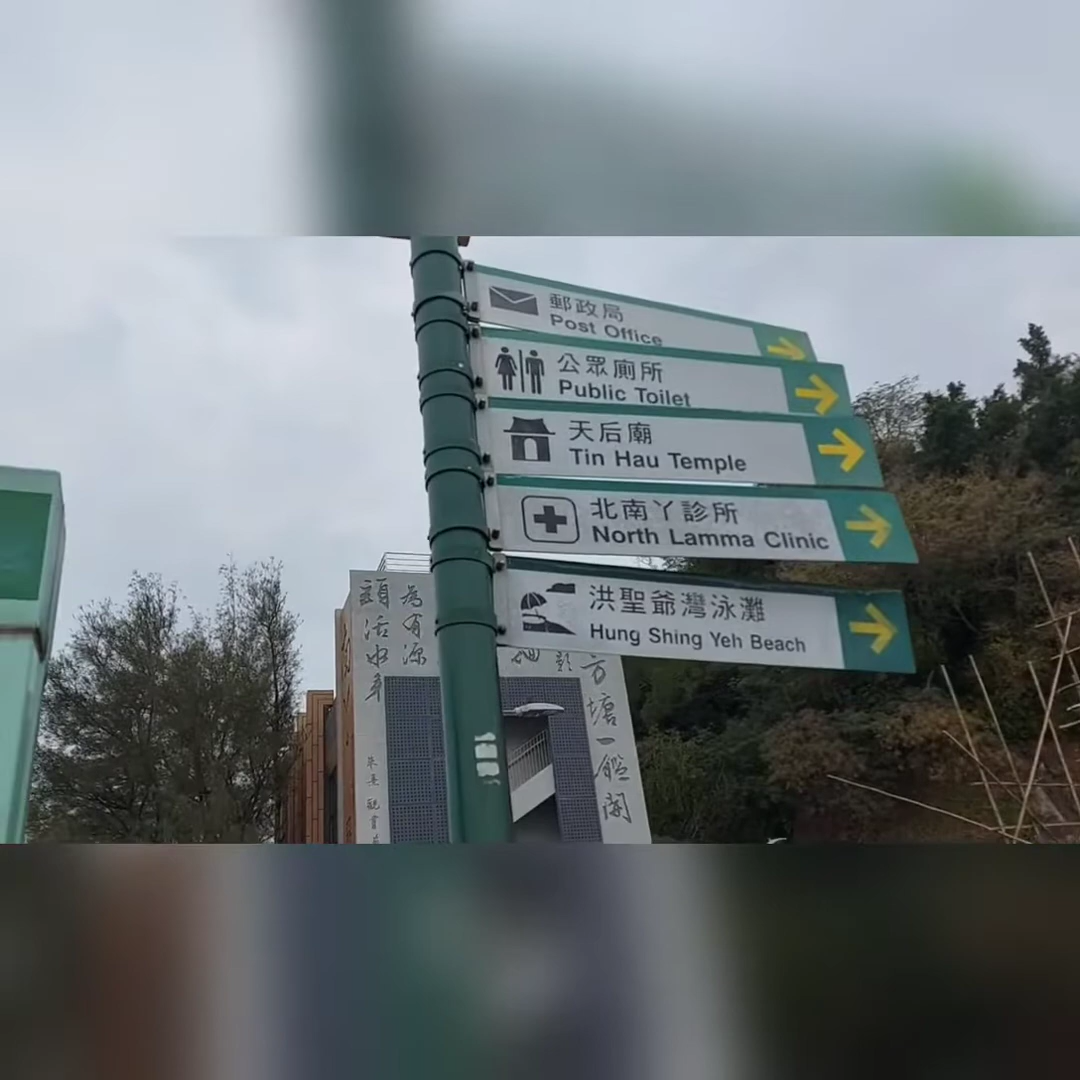 郵政局
Post Office
公眾廁所
Public Toilet
天后廟
Tin Hau Temple
北南丫診所
North Lamma Clinic
洪聖爺灣泳灘
Hung Shing Yeh Beach
方塘一鑑開
為有源
頭活水